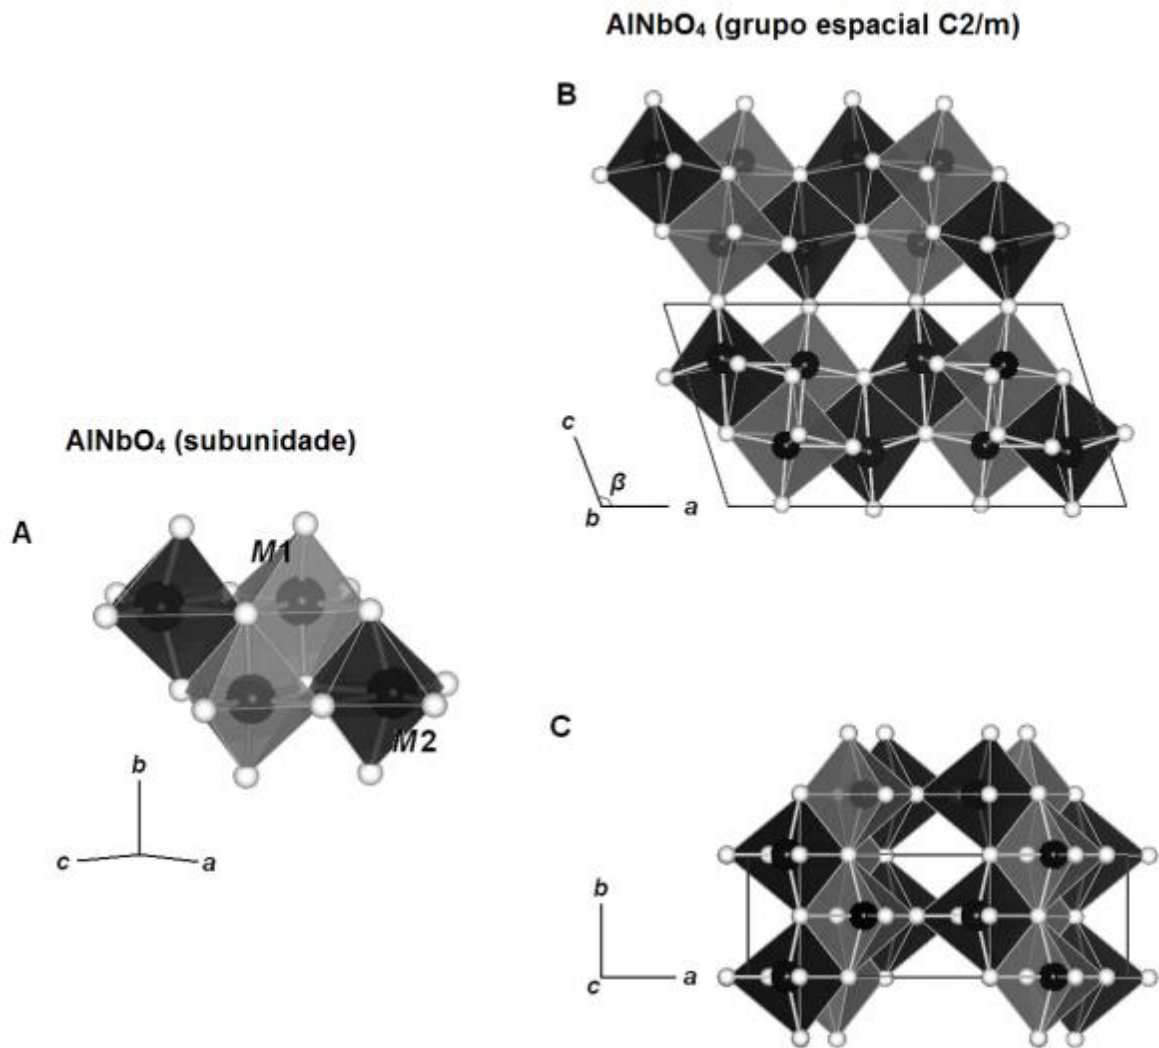 AlNbO₄ (grupo espacial C2/m)
B
c
β
b
a
AlNbO₄ (subunidade)
A
M1
M2
b
c
a
C
b
c
a